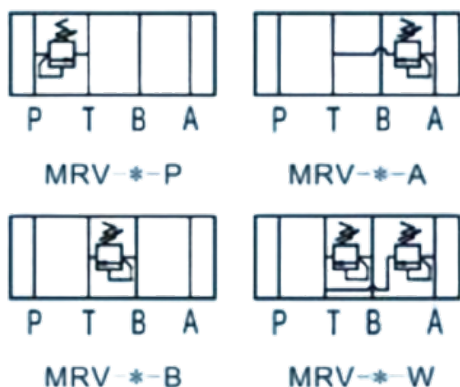 P T B A
MRV-*-P
P T B A
MRV-*-A
P T B A
MRV-*-B
P T B A
MRV-*-W